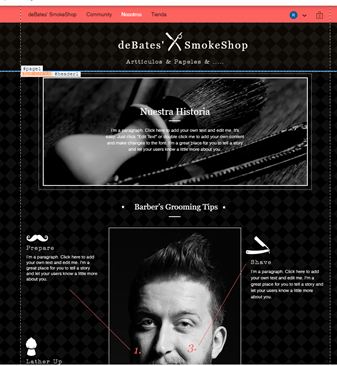 deBates' SmokeShop Community Nosotros Tienda
deBates' SmokeShop
Artilculos & Papeles & .....
#page1
#header1
Nuestra Historia
I'm a paragraph. Click here to add your own text and edit me. It's
easy. Just click "Edit Text" or double click me to add your own content
and make changes to the font. I'm a great place for you to tell a story
and let your users know a little more about you.
Barber's Grooming Tips
Prepare
I'm a paragraph. Click here to add
your own text and edit me. I'm a
great place for you to tell a story
and let your users know a little
more about you.
Shave
I'm a paragraph. Click here to add
your own text and edit me. I'm a
great place for you to tell a story
and let your users know a little
more about you.
1.
3.
Lather Up